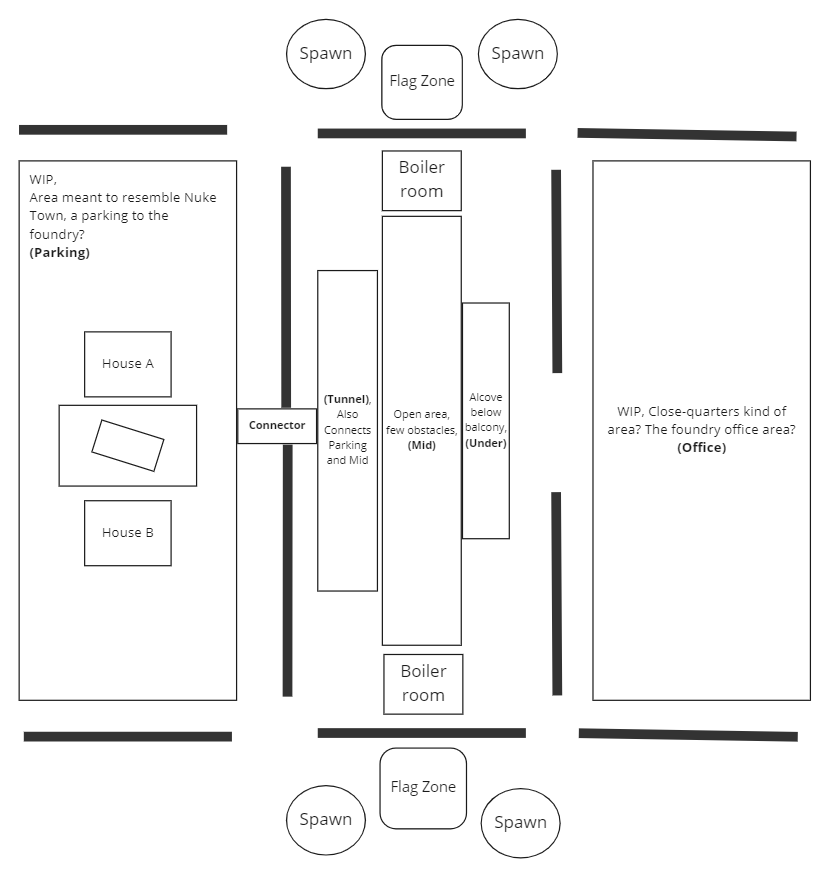 Spawn
Spawn
Flag Zone
Boiler
room
WIP,
Area meant to resemble Nuke
Town, a parking to the
foundry?
(Parking)
House A
House B
Connector
(Tunnel),
Also
Connects
Parking
and Mid
Open area,
few obstacles,
(Mid)
Alcove
below
balcony,
(Under)
WIP, Close-quarters kind of
area? The foundry office area?
(Office)
Boiler
room
Flag Zone
Spawn
Spawn